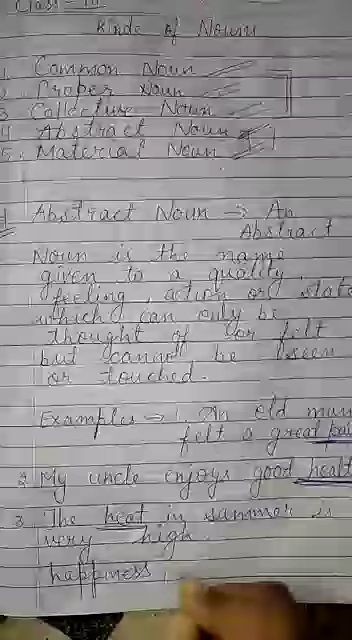 Class - 10
Kinds of Noun
1. Common Noun
2. Proper Noun
3 Collective Noun
4 Abstract Noun
5. Material Noun
4 Abstract Noun → An
Abstract
Noun is the name
given to a quality,
feeling, action or state
which can only be
thought of or felt
but cannot be seen
or touched.
Examples → 1. An old man
felt a great
2 My uncle enjoys good healt
3 The heat in summer is
very high.
happiness,